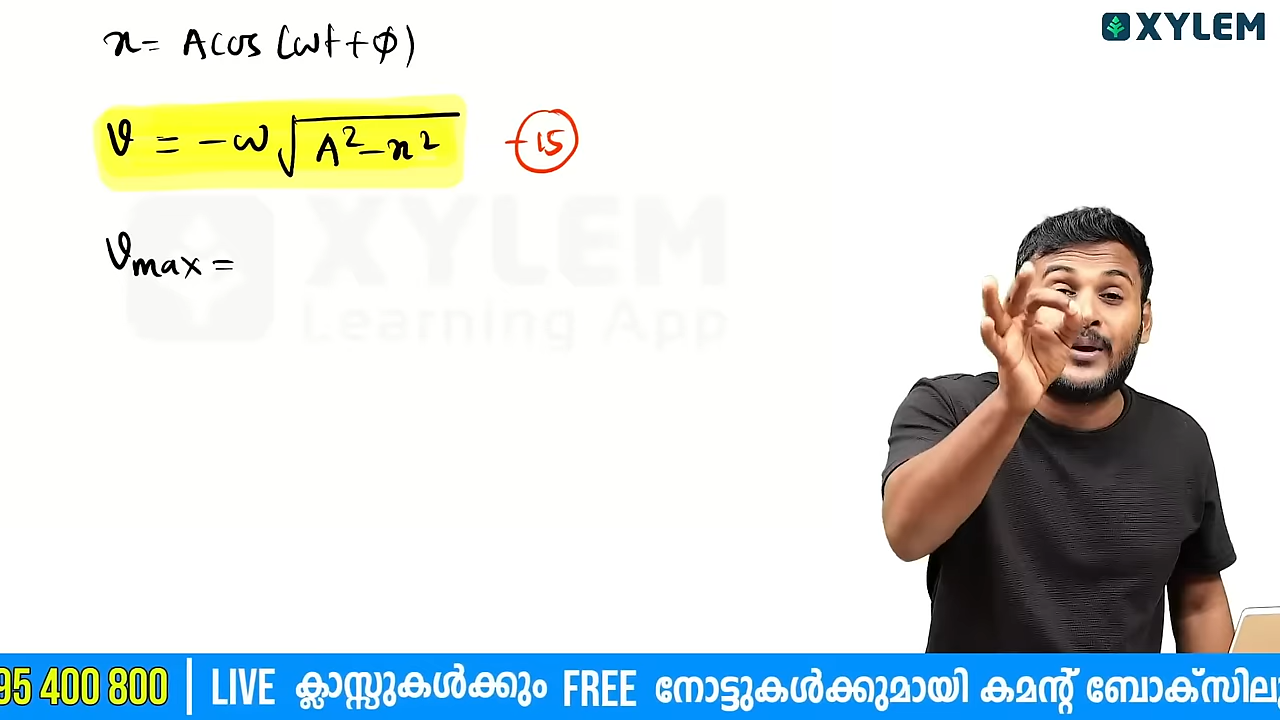 x = A cos (ωt + φ)
XYLEM
v = -ω √A² - x² -15
XYLEM
Learning App
vmax =
95 400 800 | LIVE ക്ലാസ്സുകൾക്കും FREE നോട്ടുകൾക്കുമായി കമന്റ് ബോക്സിലു